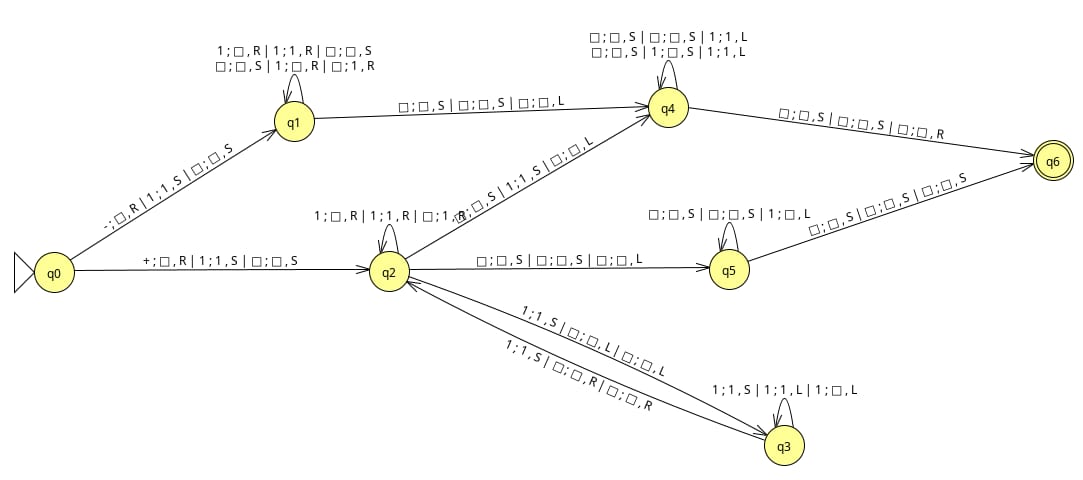 1;□,R|1;1,R|□;□,S
□;□,S|1;□,R|□;1,R
□;□,S|□;□,S|1;1,L
□;□,S|1;□,S|1;1,L
q1
□;□,S|□;□,S|□;□,L
q4
□;□,S|□;□,S|□;□,R
q6
-;□,R|1;1,S|□;□,S
□;□,S|1;1,S|□;□,L
1;□,R|1;1,R|□;1,R
□;□,S|□;□,S|1;□,L
□;□,S|□;□,S|□;□,S
q0
+;□,R|1;1,S|□;□,S
q2
□;□,S|□;□,S|□;□,L
q5
1;1,S|□;□,L|□;□,L
1;1,S|□;□,R|□;□,R
1;1,S|1;1,L|1;□,L
q3